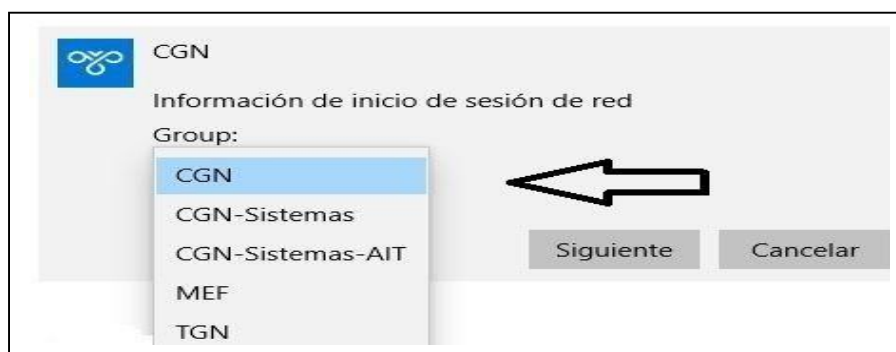 CGN
Información de inicio de sesión de red
Group:
CGN
CGN-Sistemas
CGN-Sistemas-AIT
MEF
TGN
Siguiente
Cancelar